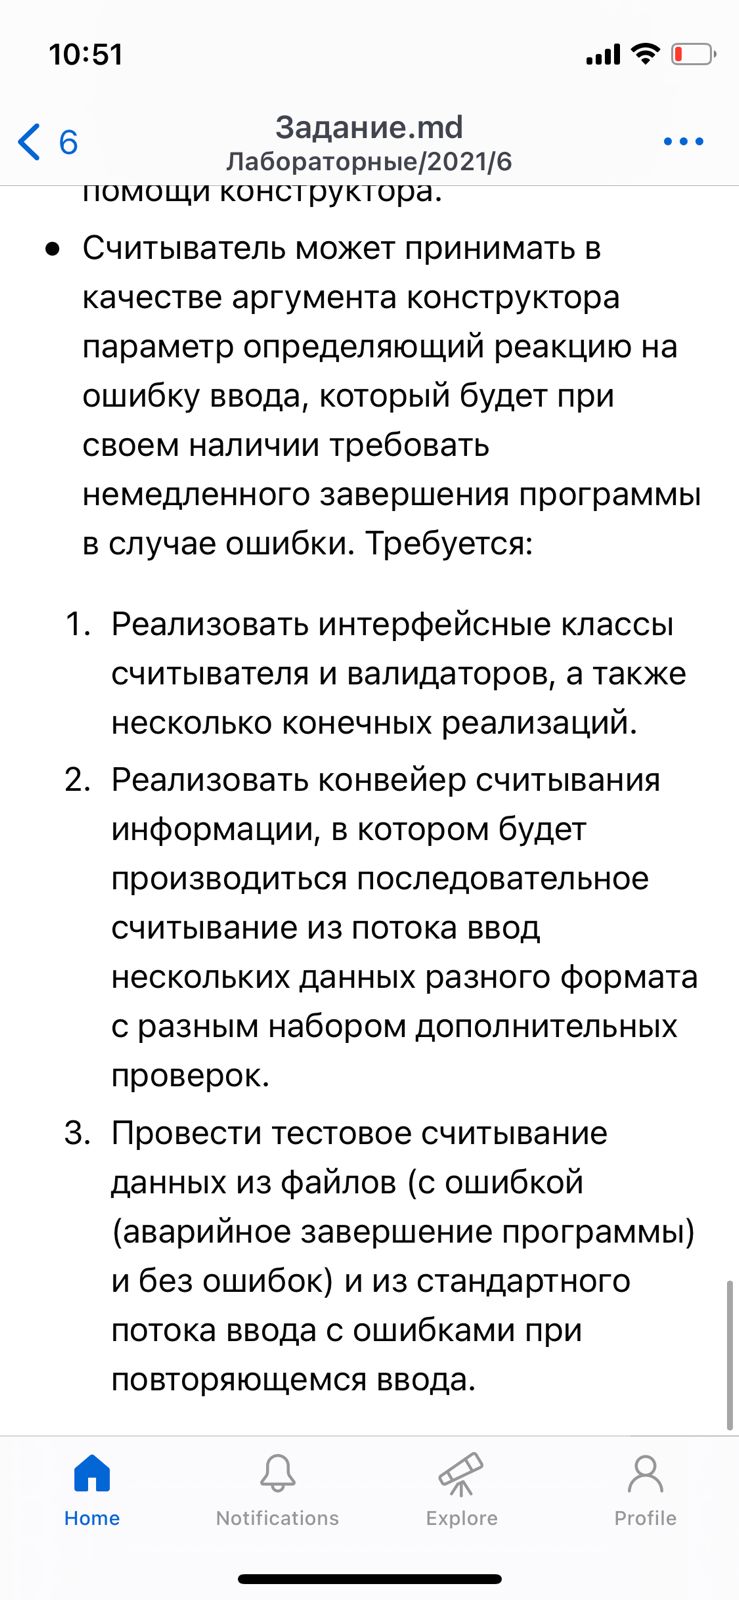 10:51
6
Задание.md
Лабораторные/2021/6
помощи конструктора.
● Считыватель может принимать в
качестве аргумента конструктора
параметр определяющий реакцию на
ошибку ввода, который будет при
своем наличии требовать
немедленного завершения программы
в случае ошибки. Требуется:
1. Реализовать интерфейсные классы
считывателя и валидаторов, а также
несколько конечных реализаций.
2. Реализовать конвейер считывания
информации, в котором будет
производиться последовательное
считывание из потока ввод
нескольких данных разного формата
с разным набором дополнительных
проверок.
3. Провести тестовое считывание
данных из файлов (с ошибкой
(аварийное завершение программы)
и без ошибок) и из стандартного
потока ввода с ошибками при
повторяющемся ввода.
Home
Notifications
Explore
Profile